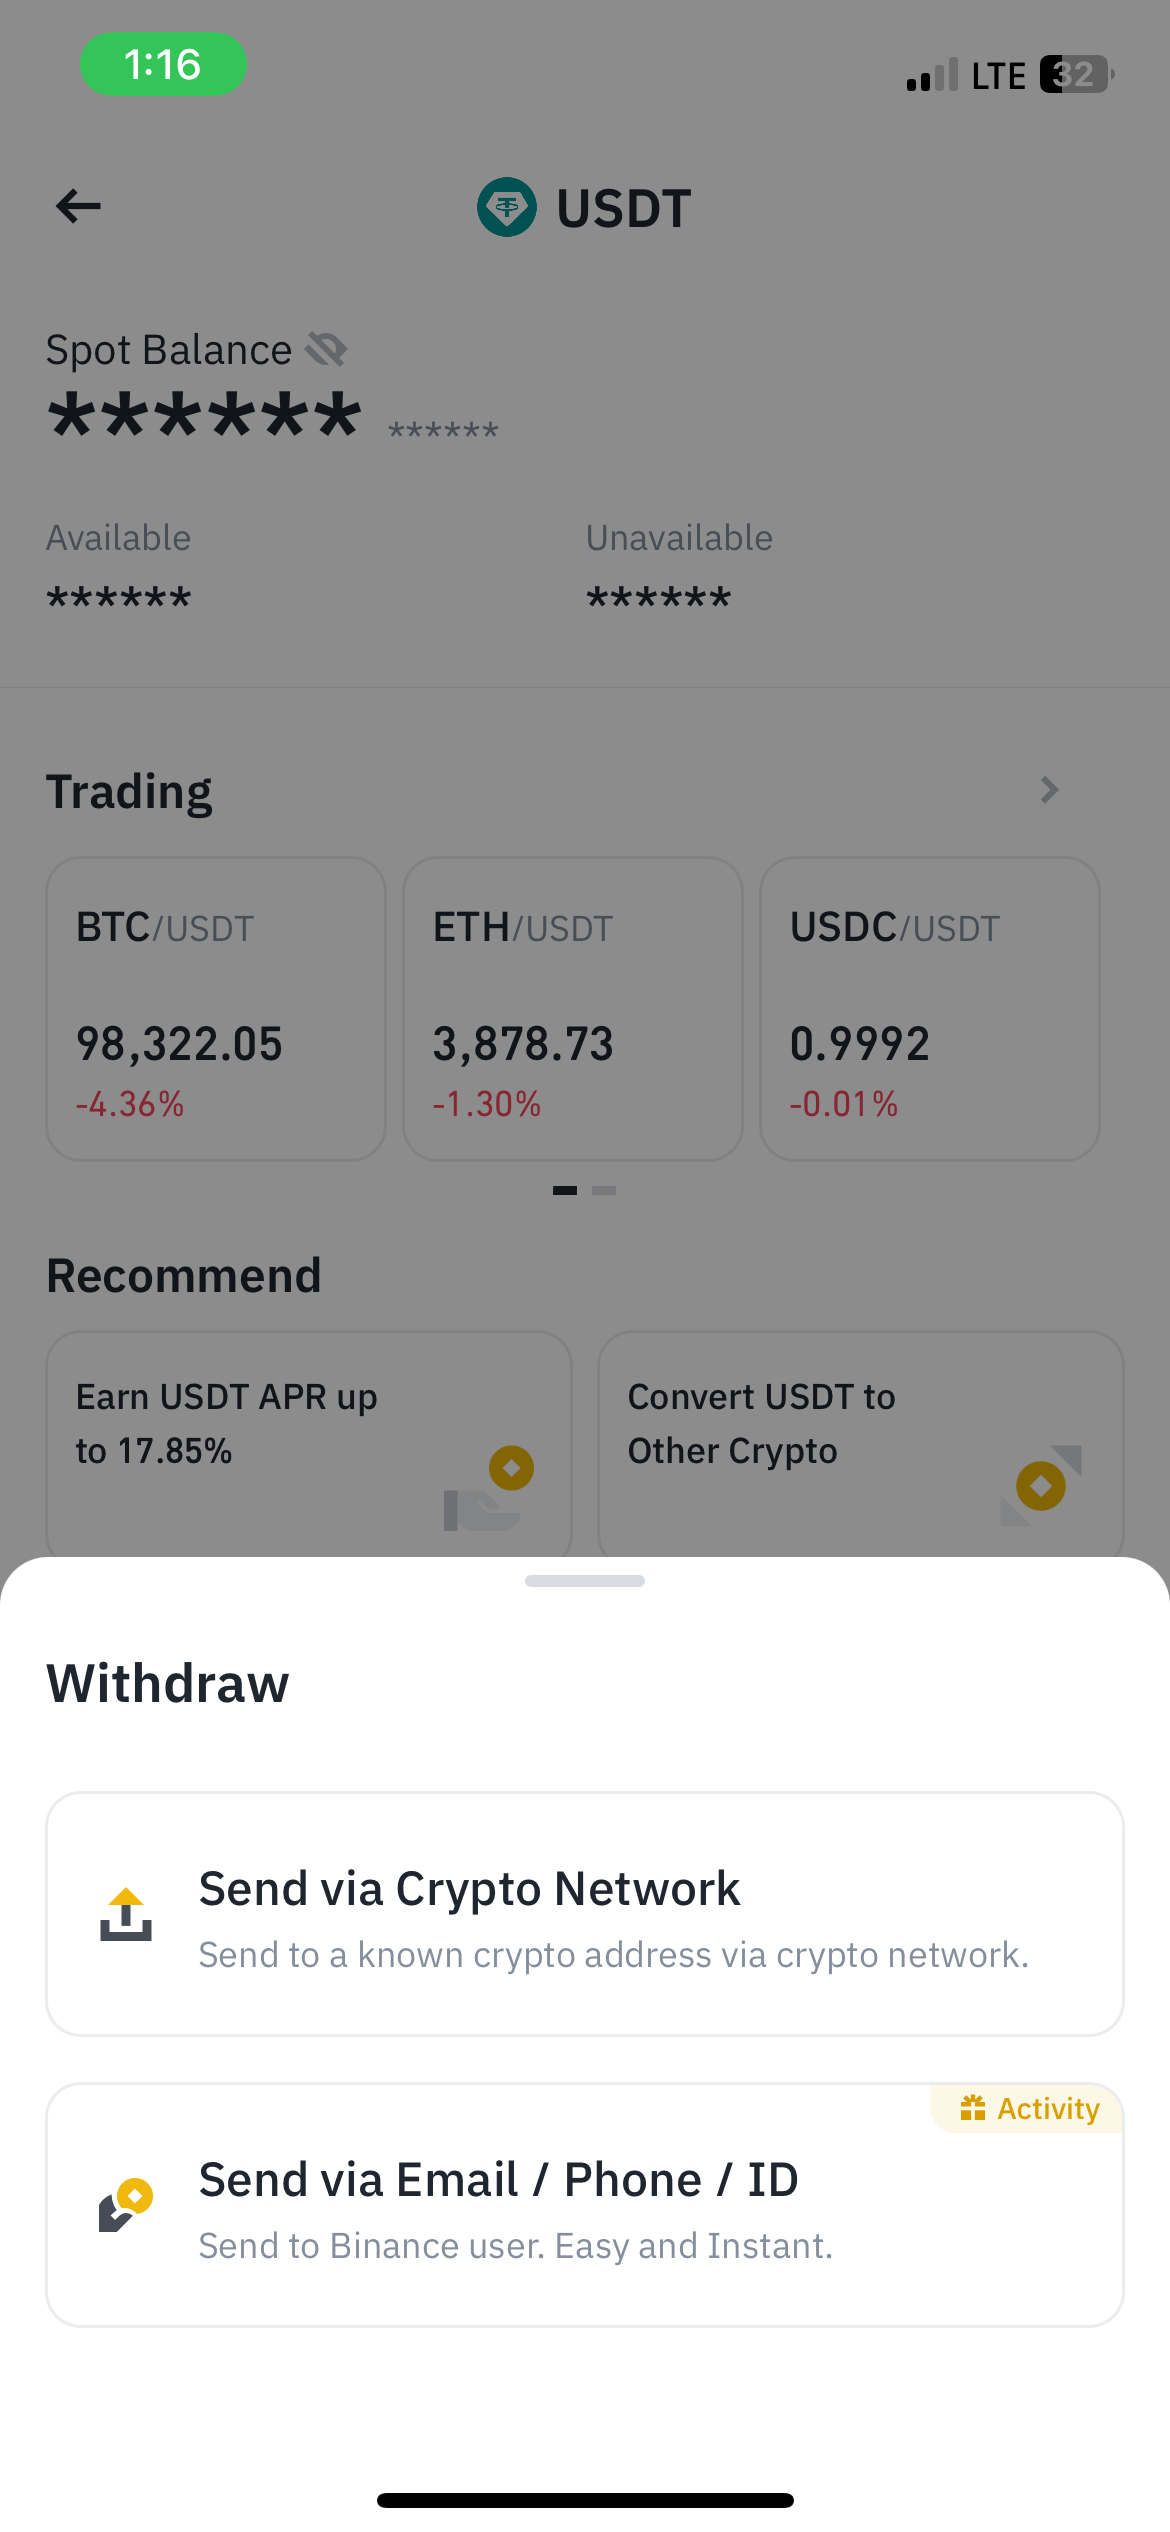 1:16
LTE 32
USDT
Spot Balance
****** ******
Available Unavailable
****** ******
Trading
BTC/USDT ETH/USDT USDC/USDT
98,322.05 3,878.73 0.9992
-4.36% -1.30% -0.01%
Recommend
Earn USDT APR up Convert USDT to
to 17.85% Other Crypto
Withdraw
Send via Crypto Network
Send to a known crypto address via crypto network.
Activity
Send via Email / Phone / ID
Send to Binance user. Easy and Instant.